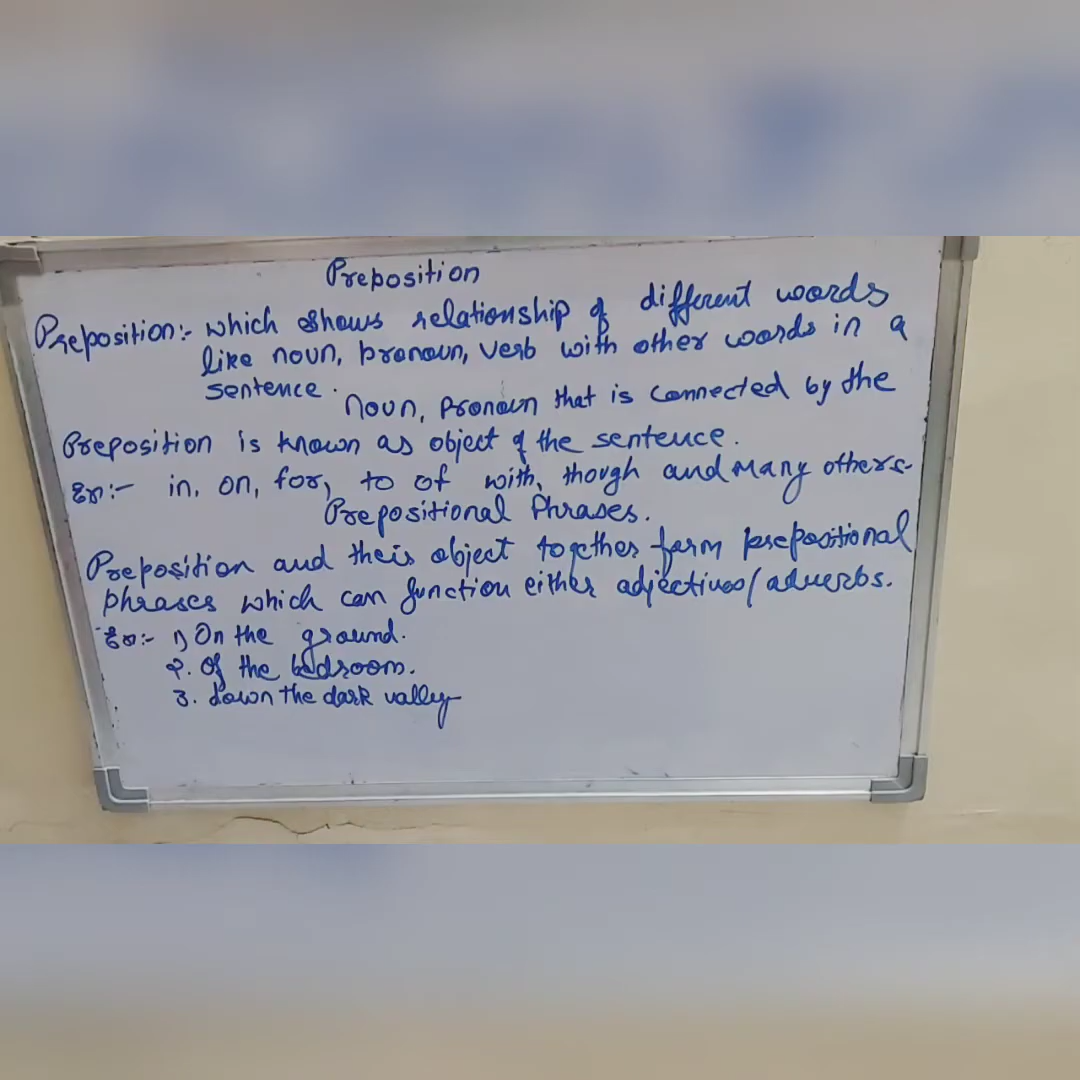 Preposition
Preposition:- which shows relationship of different words
like noun, pronoun, verb with other words in a
sentence.
Noun, Pronoun that is connected by the
Preposition is known as object of the sentence.
Ex:- in, on, for, to of with, though and Many others-
Prepositional Phrases.
Preposition and their object together form prepositional
phrases which can function either adjectives/adverbs.
Ex:- 1) On the ground.
2. Of the bedroom.
3. down the dark valley